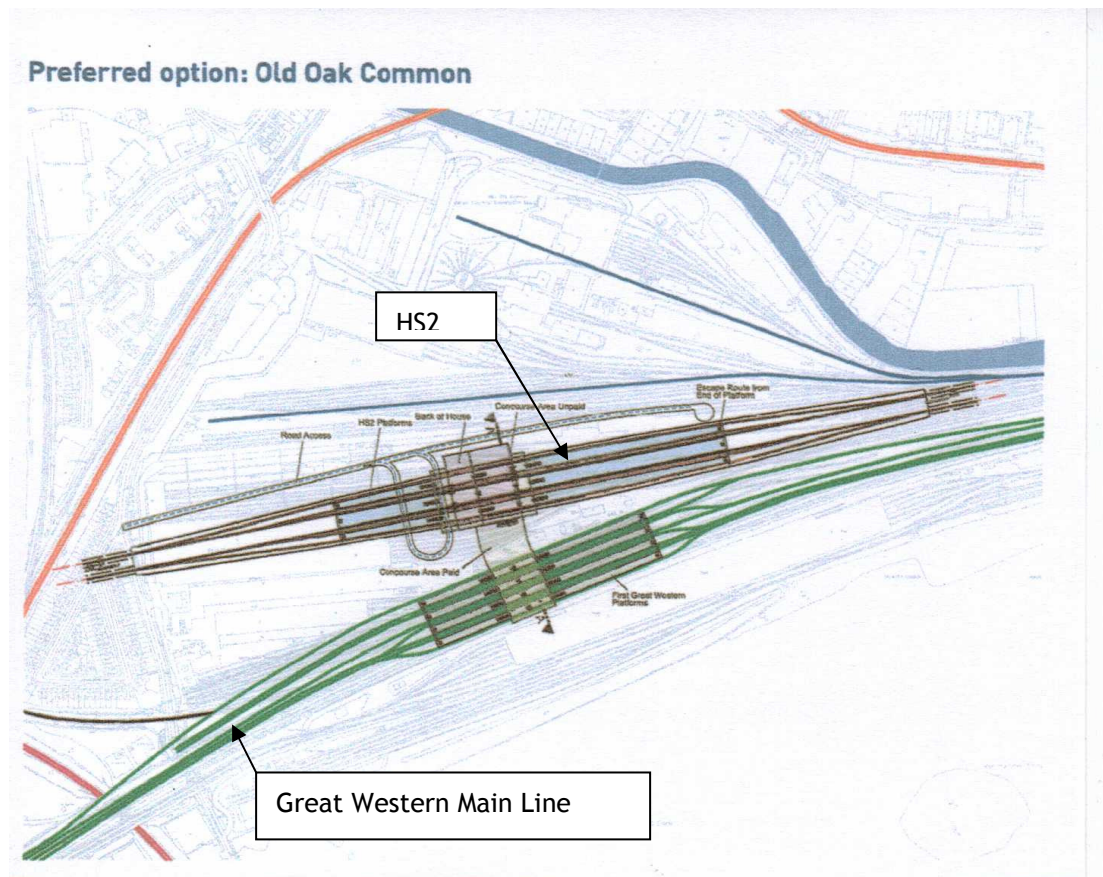 Preferred option: Old Oak Common
HS2
Escape Route from
End of Platform
Concourse Area Unpaid
Back of House
HS2 Platforms
Road Access
Concourse Area Paid
First Great Western
Platforms
Great Western Main Line